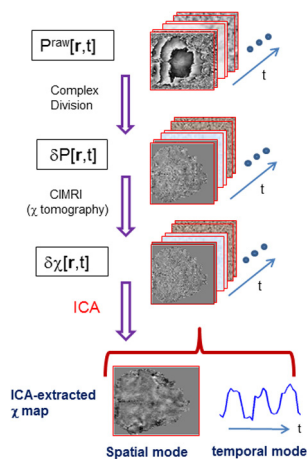 Pʳᵃʷ[r,t]
t
Complex
Division
δP[r,t]
t
CIMRI
(χ tomography)
δχ[r,t]
t
ICA
ICA-extracted
χ map
t
Spatial mode
temporal mode